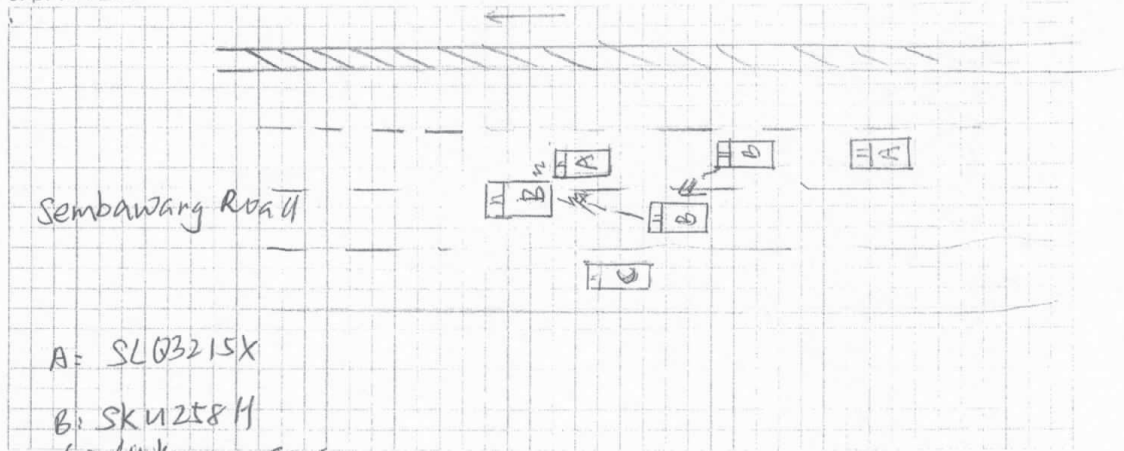 B A
A
B
B
Sembawang Road
C
A: SLQ3215X
B: SKU258H